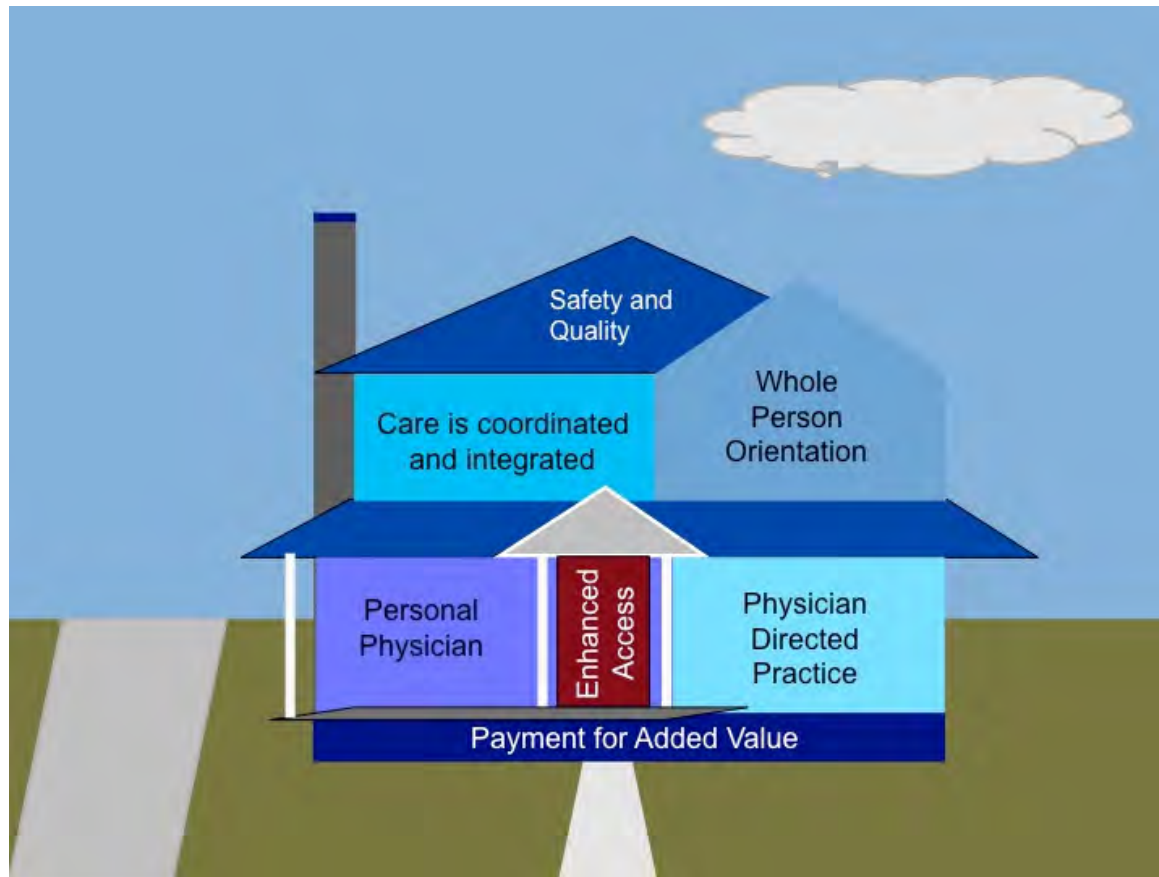 Safety and
Quality
Whole
Person
Orientation
Care is coordinated
and integrated
Personal
Physician
Enhanced
Access
Physician
Directed
Practice
Payment for Added Value